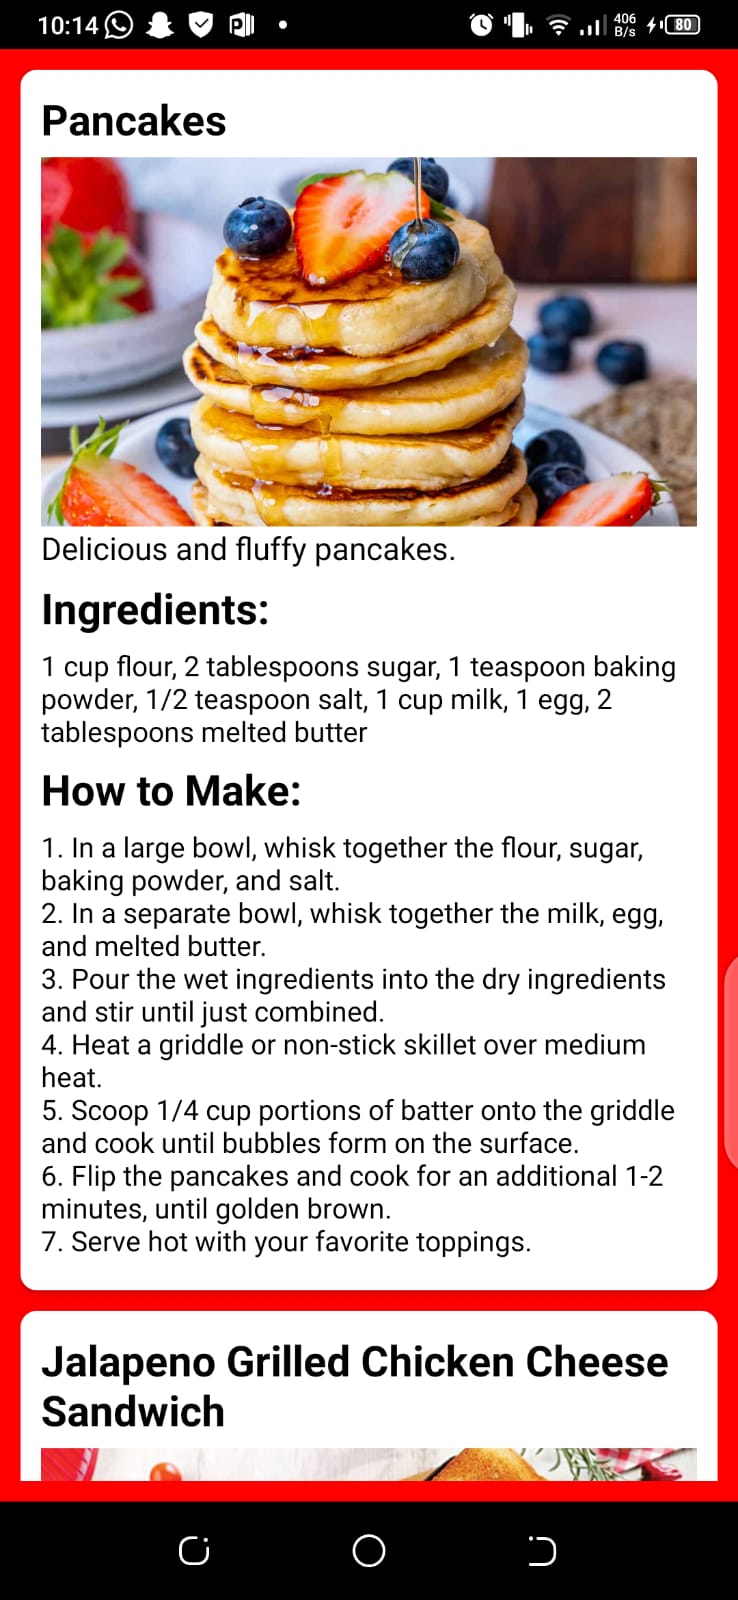 10:14
406
B/s
80
Pancakes
Delicious and fluffy pancakes.
Ingredients:
1 cup flour, 2 tablespoons sugar, 1 teaspoon baking
powder, 1/2 teaspoon salt, 1 cup milk, 1 egg, 2
tablespoons melted butter
How to Make:
1. In a large bowl, whisk together the flour, sugar,
baking powder, and salt.
2. In a separate bowl, whisk together the milk, egg,
and melted butter.
3. Pour the wet ingredients into the dry ingredients
and stir until just combined.
4. Heat a griddle or non-stick skillet over medium
heat.
5. Scoop 1/4 cup portions of batter onto the griddle
and cook until bubbles form on the surface.
6. Flip the pancakes and cook for an additional 1-2
minutes, until golden brown.
7. Serve hot with your favorite toppings.
Jalapeno Grilled Chicken Cheese
Sandwich